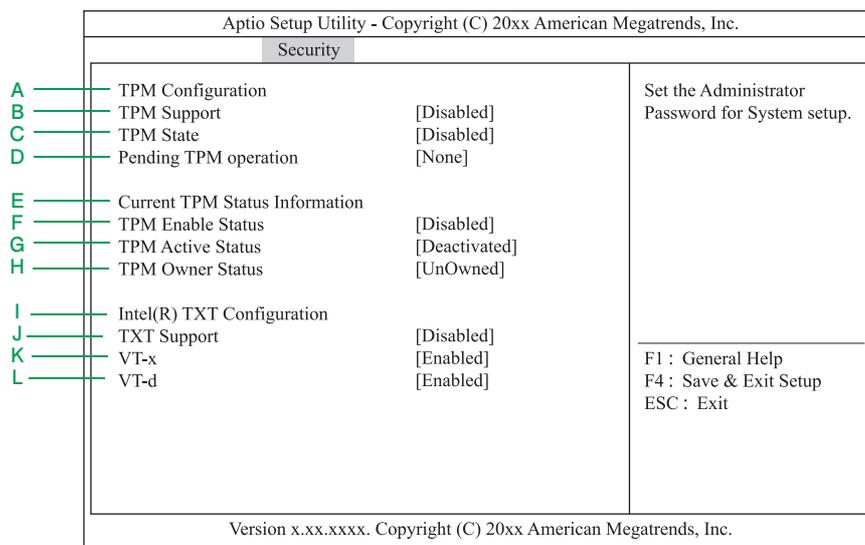 Aptio Setup Utility - Copyright (C) 20xx American Megatrends, Inc.
Security
A TPM Configuration
B TPM Support [Disabled]
C TPM State [Disabled]
D Pending TPM operation [None]
E Current TPM Status Information
F TPM Enable Status [Disabled]
G TPM Active Status [Deactivated]
H TPM Owner Status [UnOwned]
I Intel(R) TXT Configuration
J TXT Support [Disabled]
K VT-x [Enabled]
L VT-d [Enabled]
Set the Administrator
Password for System setup.
F1 : General Help
F4 : Save & Exit Setup
ESC : Exit
Version x.xx.xxxx. Copyright (C) 20xx American Megatrends, Inc.